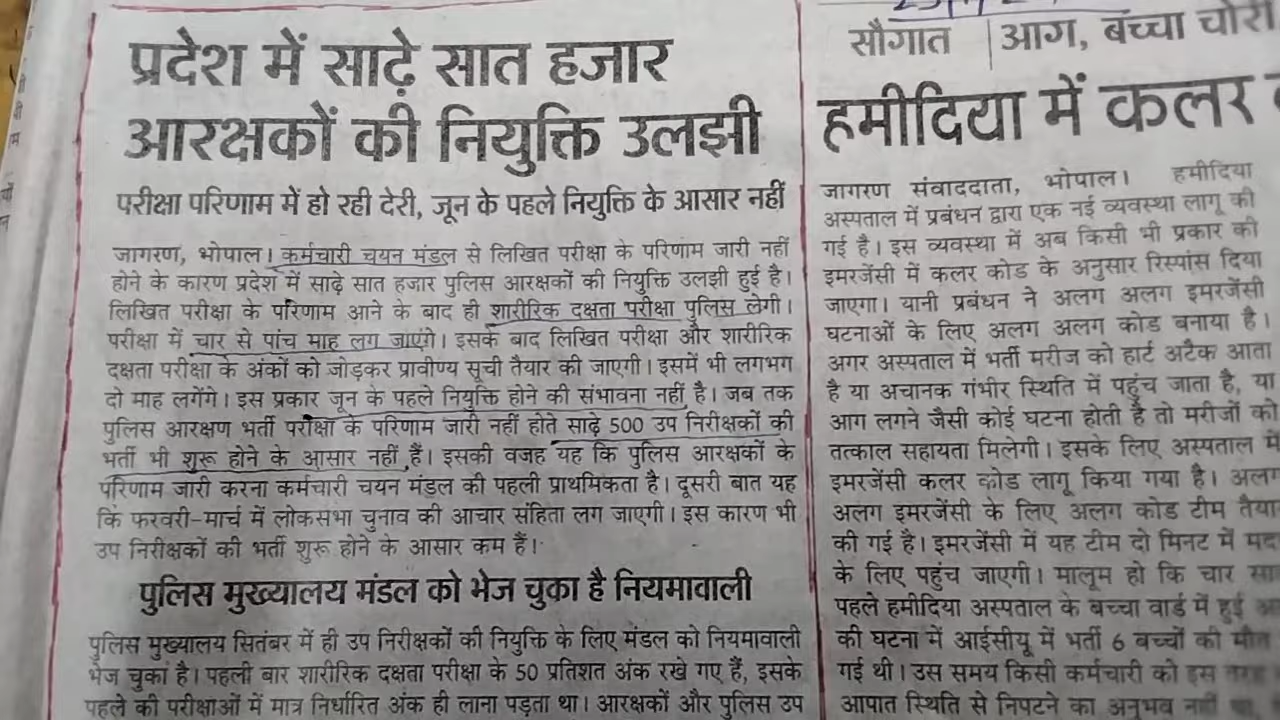 प्रदेश में साढ़े सात हजार
आरक्षकों की नियुक्ति उलझी
परीक्षा परिणाम में हो रही देरी, जून के पहले नियुक्ति के आसार नहीं
जागरण, भोपाल। कर्मचारी चयन मंडल से लिखित परीक्षा के परिणाम जारी नहीं
होने के कारण प्रदेश में साढ़े सात हजार पुलिस आरक्षकों की नियुक्ति उलझी हुई है।
लिखित परीक्षा के परिणाम आने के बाद ही शारीरिक दक्षता परीक्षा पुलिस लेगी।
परीक्षा में चार से पांच माह लग जाएंगे। इसके बाद लिखित परीक्षा और शारीरिक
दक्षता परीक्षा के अंकों को जोड़कर प्रावीण्य सूची तैयार की जाएगी। इसमें भी लगभग
दो माह लगेंगे। इस प्रकार जून के पहले नियुक्ति होने की संभावना नहीं है। जब तक
पुलिस आरक्षण भर्ती परीक्षा के परिणाम जारी नहीं होते साढ़े 500 उप निरीक्षकों की
भर्ती भी शुरू होने के आसार नहीं हैं। इसकी वजह यह कि पुलिस आरक्षकों के
परिणाम जारी करना कर्मचारी चयन मंडल की पहली प्राथमिकता है। दूसरी बात यह
कि फरवरी-मार्च में लोकसभा चुनाव की आचार संहिता लग जाएगी। इस कारण भी
उप निरीक्षकों की भर्ती शुरू होने के आसार कम हैं।
पुलिस मुख्यालय मंडल को भेज चुका है नियमावाली
पुलिस मुख्यालय सितंबर में ही उप निरीक्षकों की नियुक्ति के लिए मंडल को नियमावाली
भेज चुका है। पहली बार शारीरिक दक्षता परीक्षा के 50 प्रतिशत अंक रखे गए हैं, इसके
पहले की परीक्षाओं में मात्र निर्धारित अंक ही लाना पड़ता था। आरक्षकों और पुलिस उप
सौगात आग, बच्चा चोरी
हमीदिया में कलर
जागरण संवाददाता, भोपाल। हमीदिया
अस्पताल में प्रबंधन द्वारा एक नई व्यवस्था लागू की
गई है। इस व्यवस्था में अब किसी भी प्रकार की
इमरजेंसी में कलर कोड के अनुसार रिस्पांस दिया
जाएगा। यानी प्रबंधन ने अलग अलग इमरजेंसी
घटनाओं के लिए अलग अलग कोड बनाया है।
अगर अस्पताल में भर्ती मरीज को हार्ट अटैक आता
है या अचानक गंभीर स्थिति में पहुंच जाता है, या
आग लगने जैसी कोई घटना होती है तो मरीजों को
तत्काल सहायता मिलेगी। इसके लिए अस्पताल में
इमरजेंसी कलर कोड लागू किया गया है। अलग
अलग इमरजेंसी के लिए अलग कोड टीम तैयार
की गई है। इमरजेंसी में यह टीम दो मिनट में मदद
के लिए पहुंच जाएगी। मालूम हो कि चार साल
पहले हमीदिया अस्पताल के बच्चा वार्ड में हुई
की घटना में आईसीयू में भर्ती 6 बच्चों की मौत
गई थी। उस समय किसी कर्मचारी को इस तरह
आपात स्थिति से निपटने का अनुभव नहीं